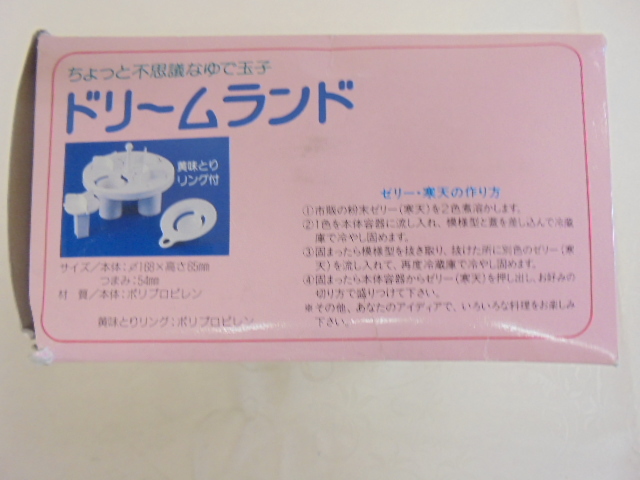 ちょっと不思議なゆで玉子
ドリームランド
黄味とり
リング付
サイズ/本体:〆168×高さ65mm
つまみ:54mm
材 質/本体:ポリプロピレン
黄味とりリング:ポリプロピレン
ゼリー・寒天の作り方
①市販の粉末ゼリー(寒天)を2色煮溶かします。
②1色を本体容器に流し入れ、模様型と蓋を差し込んで冷蔵
庫で冷やし固めます。
③固まったら模様型を抜き取り、抜けた所に別色のゼリー(寒
天)を流し入れて、再度冷蔵庫で冷やし固めます。
④固まったら本体容器からゼリー(寒天)を押し出し、お好みの
切り方で盛りつけて下さい。
※その他、あなたのアイディアで、いろいろな料理をお楽しみ
下さい。